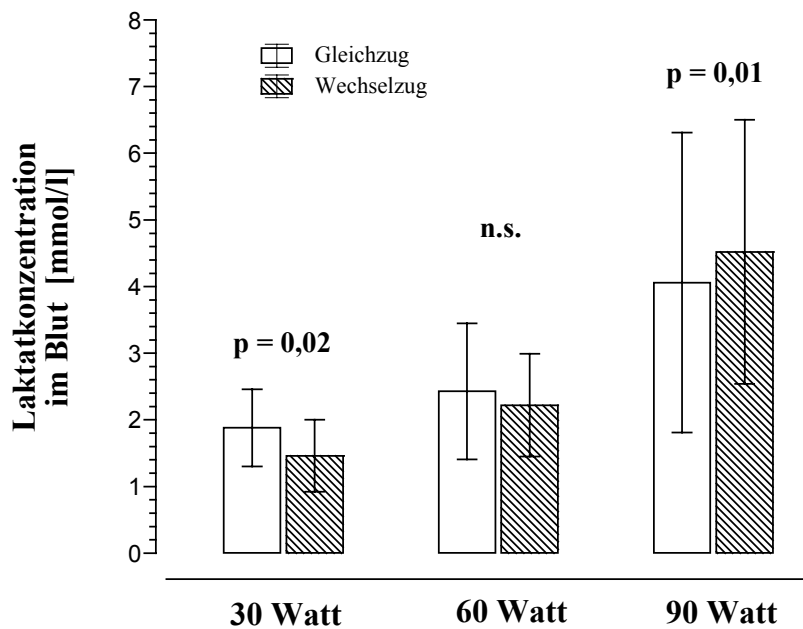 8
7
6
5
4
3
2
1
0
Laktatkonzentration
im Blut [mmol/l]
Gleichzug
Wechselzug
p = 0,02
n.s.
p = 0,01
30 Watt
60 Watt
90 Watt